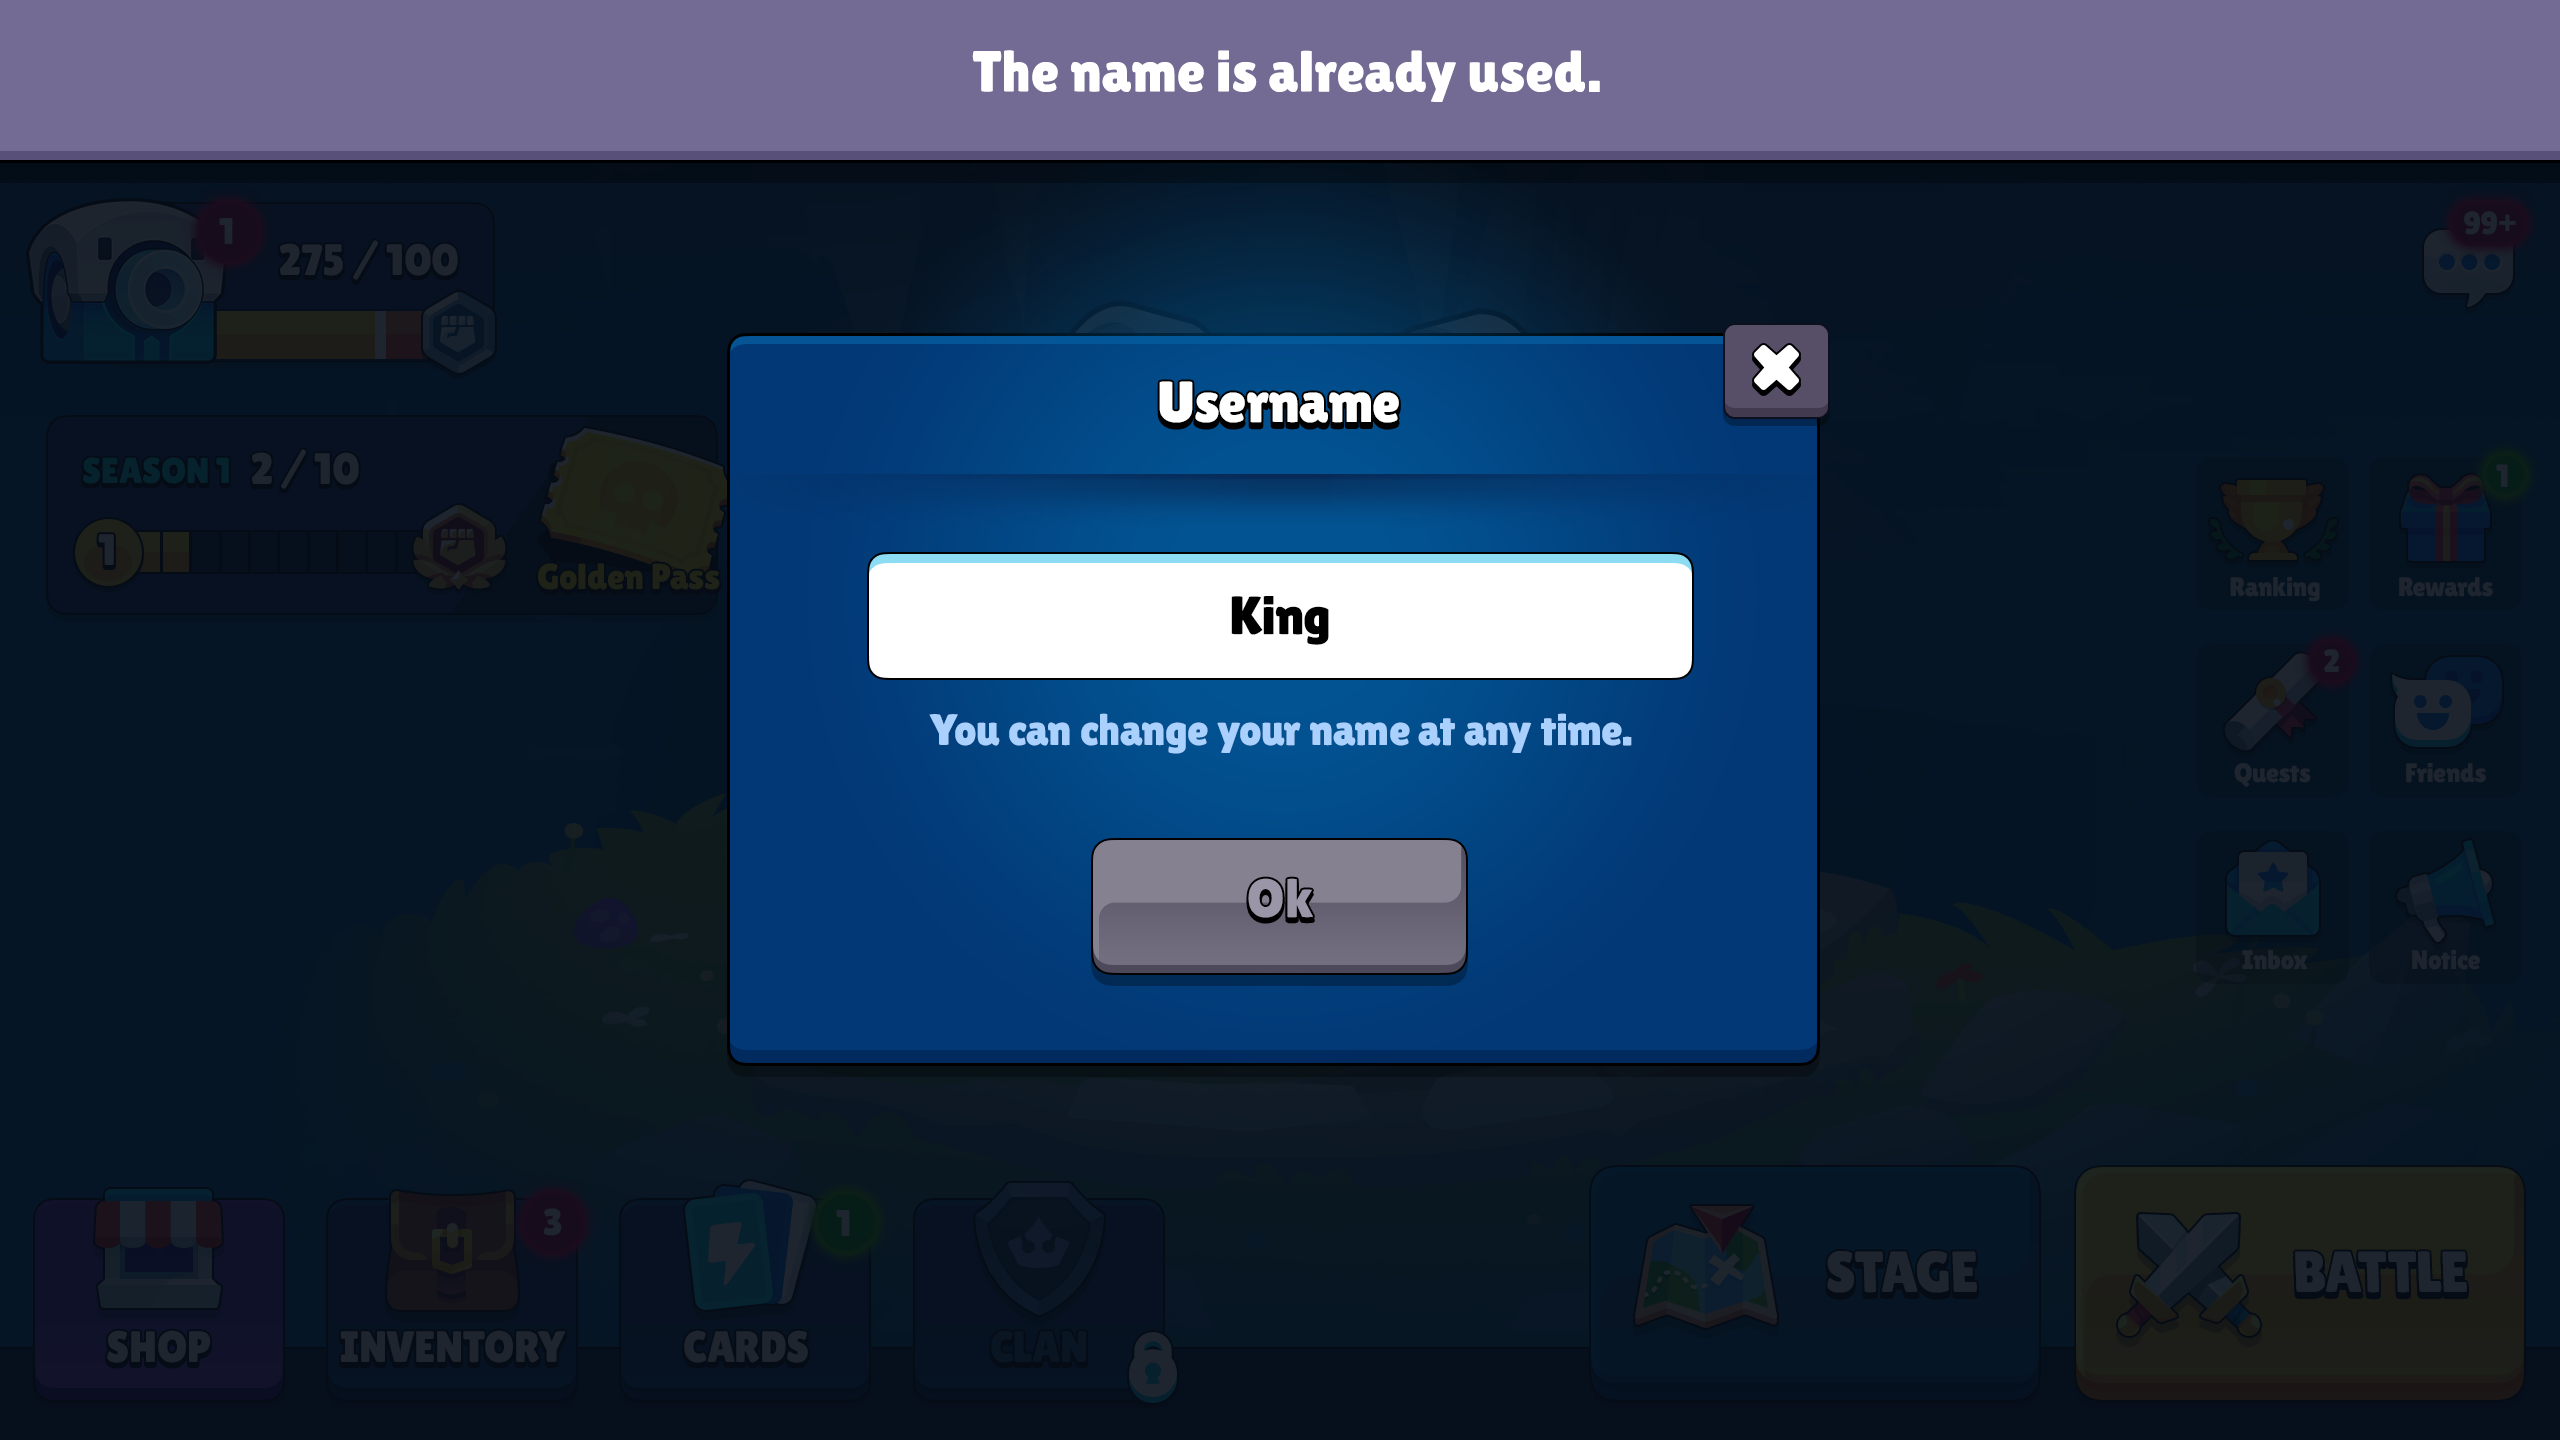 The name is already used.
1
275 / 100
99+
Username
SEASON 1 2 / 10
1
Golden Pass
King
You can change your name at any time.
Ok
1
Ranking
Rewards
2
Quests
Friends
Inbox
Notice
SHOP
3
INVENTORY
1
CARDS
CLAN
STAGE
BATTLE